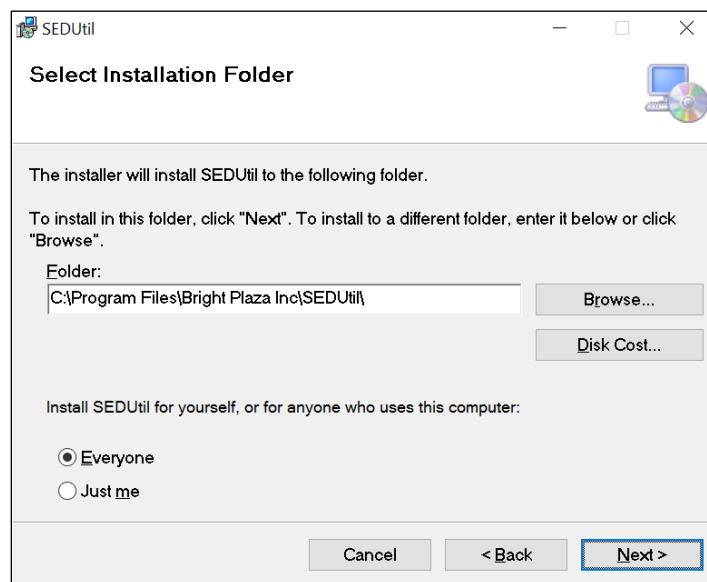 SEDUtil
Select Installation Folder
The installer will install SEDUtil to the following folder.
To install in this folder, click "Next". To install to a different folder, enter it below or click
"Browse".
Folder:
C:\Program Files\Bright Plaza Inc\SEDUtil\
Browse...
Disk Cost...
Install SEDUtil for yourself, or for anyone who uses this computer:
Everyone
Just me
Cancel
< Back
Next >